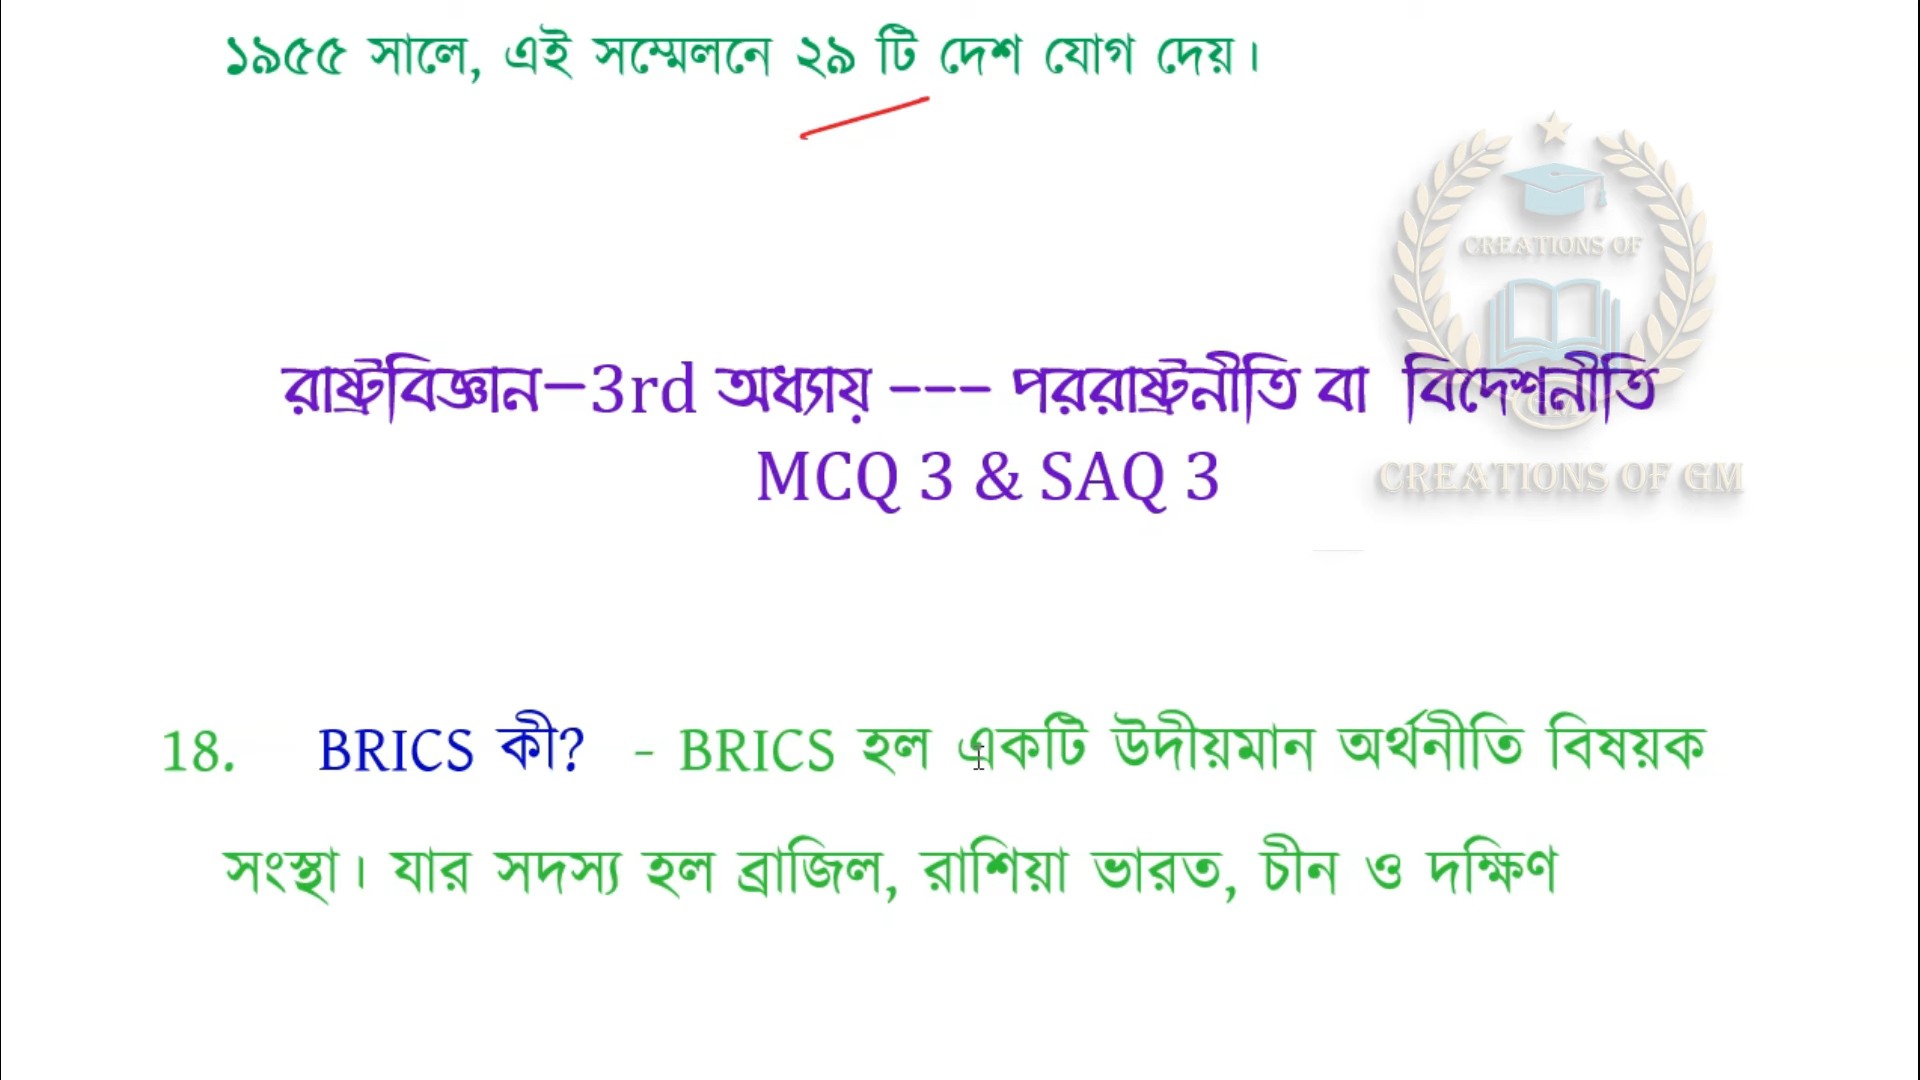 ১৯৫৫ সালে, এই সম্মেলনে ২৯ টি দেশ যোগ দেয়।
CREATIONS OF
রাষ্ট্রবিজ্ঞান–3rd অধ্যায় --- পররাষ্ট্রনীতি বা বিদেশনীতি
MCQ 3 & SAQ 3
CREATIONS OF GM
18. BRICS কী? - BRICS হল একটি উদীয়মান অর্থনীতি বিষয়ক
সংস্থা। যার সদস্য হল ব্রাজিল, রাশিয়া ভারত, চীন ও দক্ষিণ